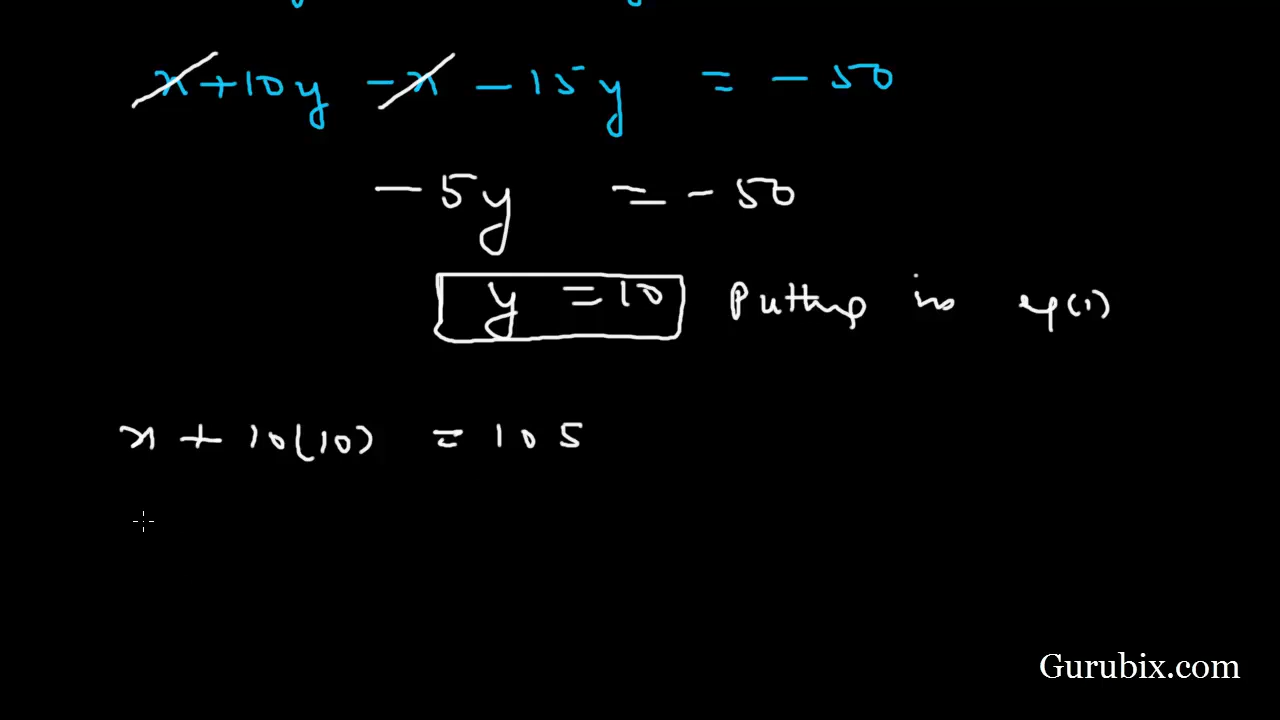 x + 10y - x - 15y = - 50
- 5y = - 50
y = 10 Putting in eq(1)
x + 10(10) = 105
Gurubix.com